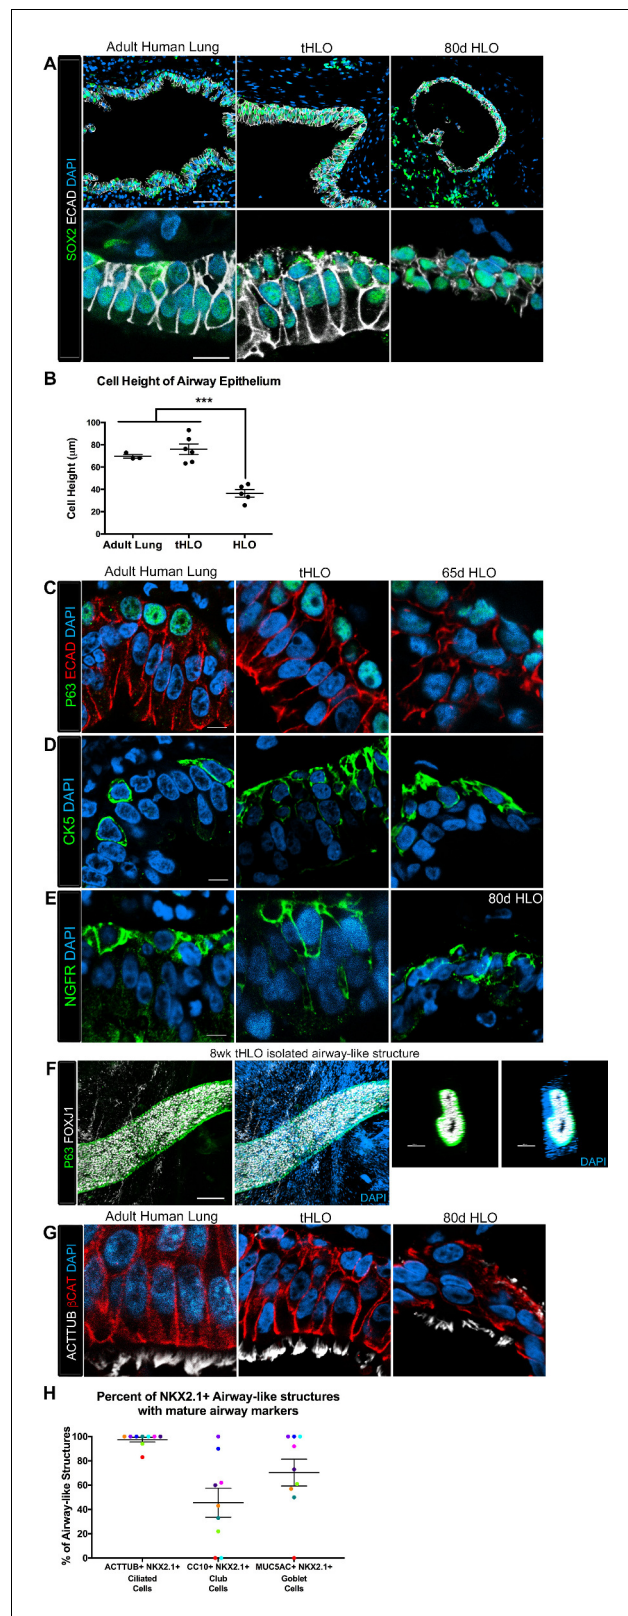 Adult Human Lung tHLO 80d HLO
A
SOX2 ECAD DAPI
B
Cell Height of Airway Epithelium
***
100
80
60
40
20
0
Cell Height (μm)
Adult Lung tHLO HLO
Adult Human Lung tHLO 65d HLO
C
P63 ECAD DAPI
D
CK5 DAPI
E
80d HLO
NGFR DAPI
8wk tHLO isolated airway-like structure
F
P63 FOXJ1
DAPI
DAPI
Adult Human Lung tHLO 80d HLO
G
ACTTUB βCAT DAPI
H
Percent of NKX2.1+ Airway-like structures
with mature airway markers
100
80
60
40
20
0
% of Airway-like Structures
ACTTUB+ NKX2.1+ CC10+ NKX2.1+ MUC5AC+ NKX2.1+
Ciliated Club Goblet
Cells Cells Cells